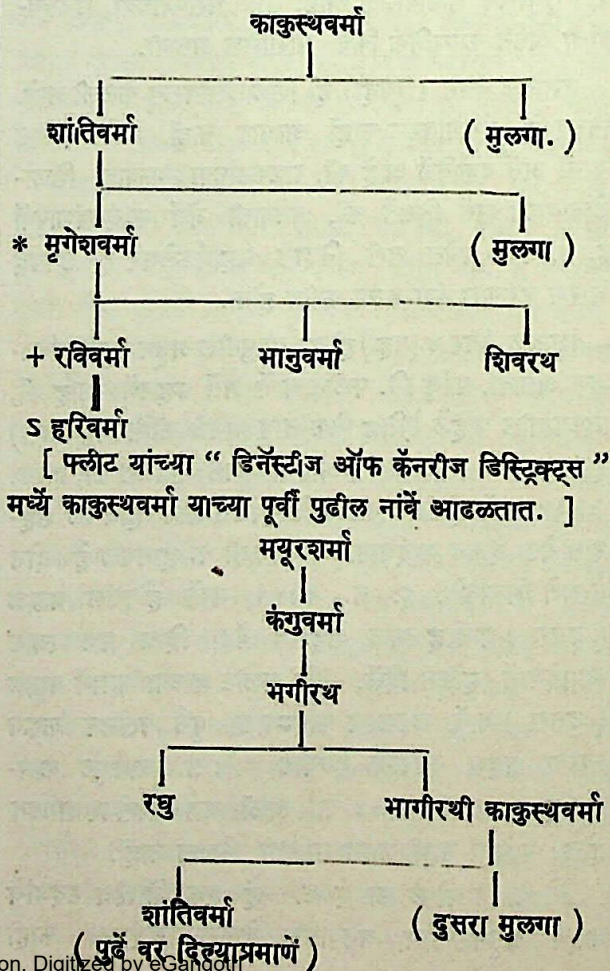 काकुस्थवर्मा
शांतिवर्मा ( मुलगा. )
* मृगेशवर्मा ( मुलगा )
+ रविवर्मा भानुवर्मा शिवरथ
S हरिवर्मा
[ फ्लीट यांच्या “ डिनॅस्टीज ऑफ कॅनरीज डिस्ट्रिक्ट्स ”
मध्यें काकुस्थवर्मा याच्या पूर्वीं पुढील नांवें आढळतात. ]
मयूरशर्मा
कंगुवर्मा
भगीरथ
रघु भागीरथी काकुस्थवर्मा
शांतिवर्मा ( दुसरा मुलगा )
( पुढें वर दिल्याप्रमाणं )
on. Digitized by eGangotri